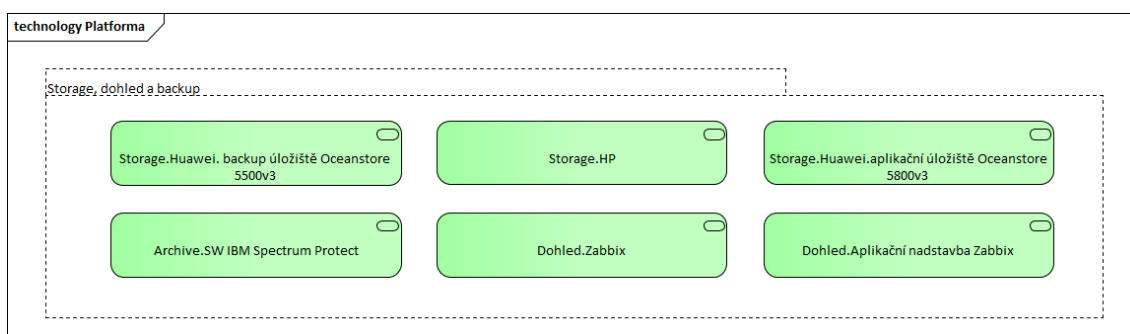 technology Platforma
Storage, dohled a backup
Storage.Huawei. backup úložiště Oceanstore
5500v3
Storage.HP
Storage.Huawei.aplikační úložiště Oceanstore
5800v3
Archive.SW IBM Spectrum Protect
Dohled.Zabbix
Dohled.Aplikační nadstavba Zabbix